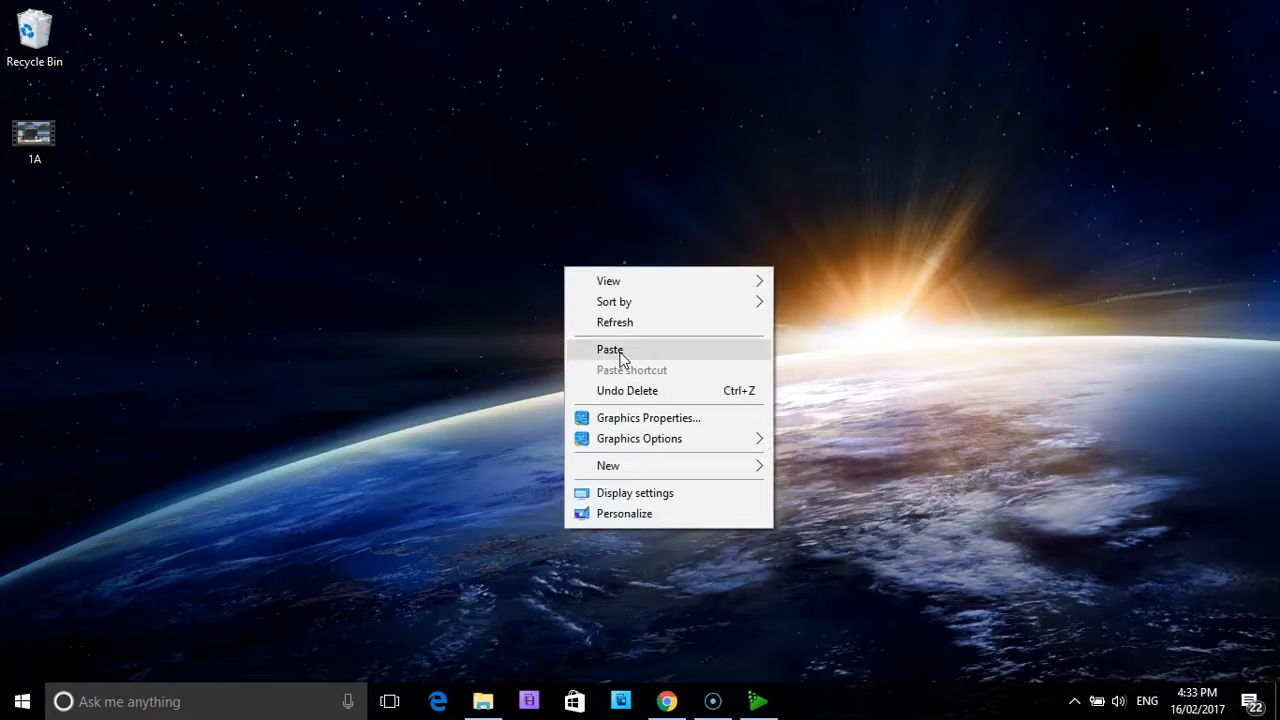 Recycle Bin
1A
View
Sort by
Refresh
Paste
Paste shortcut
Undo Delete Ctrl+Z
Graphics Properties...
Graphics Options
New
Display settings
Personalize
Ask me anything
ENG
4:33 PM
16/02/2017
22